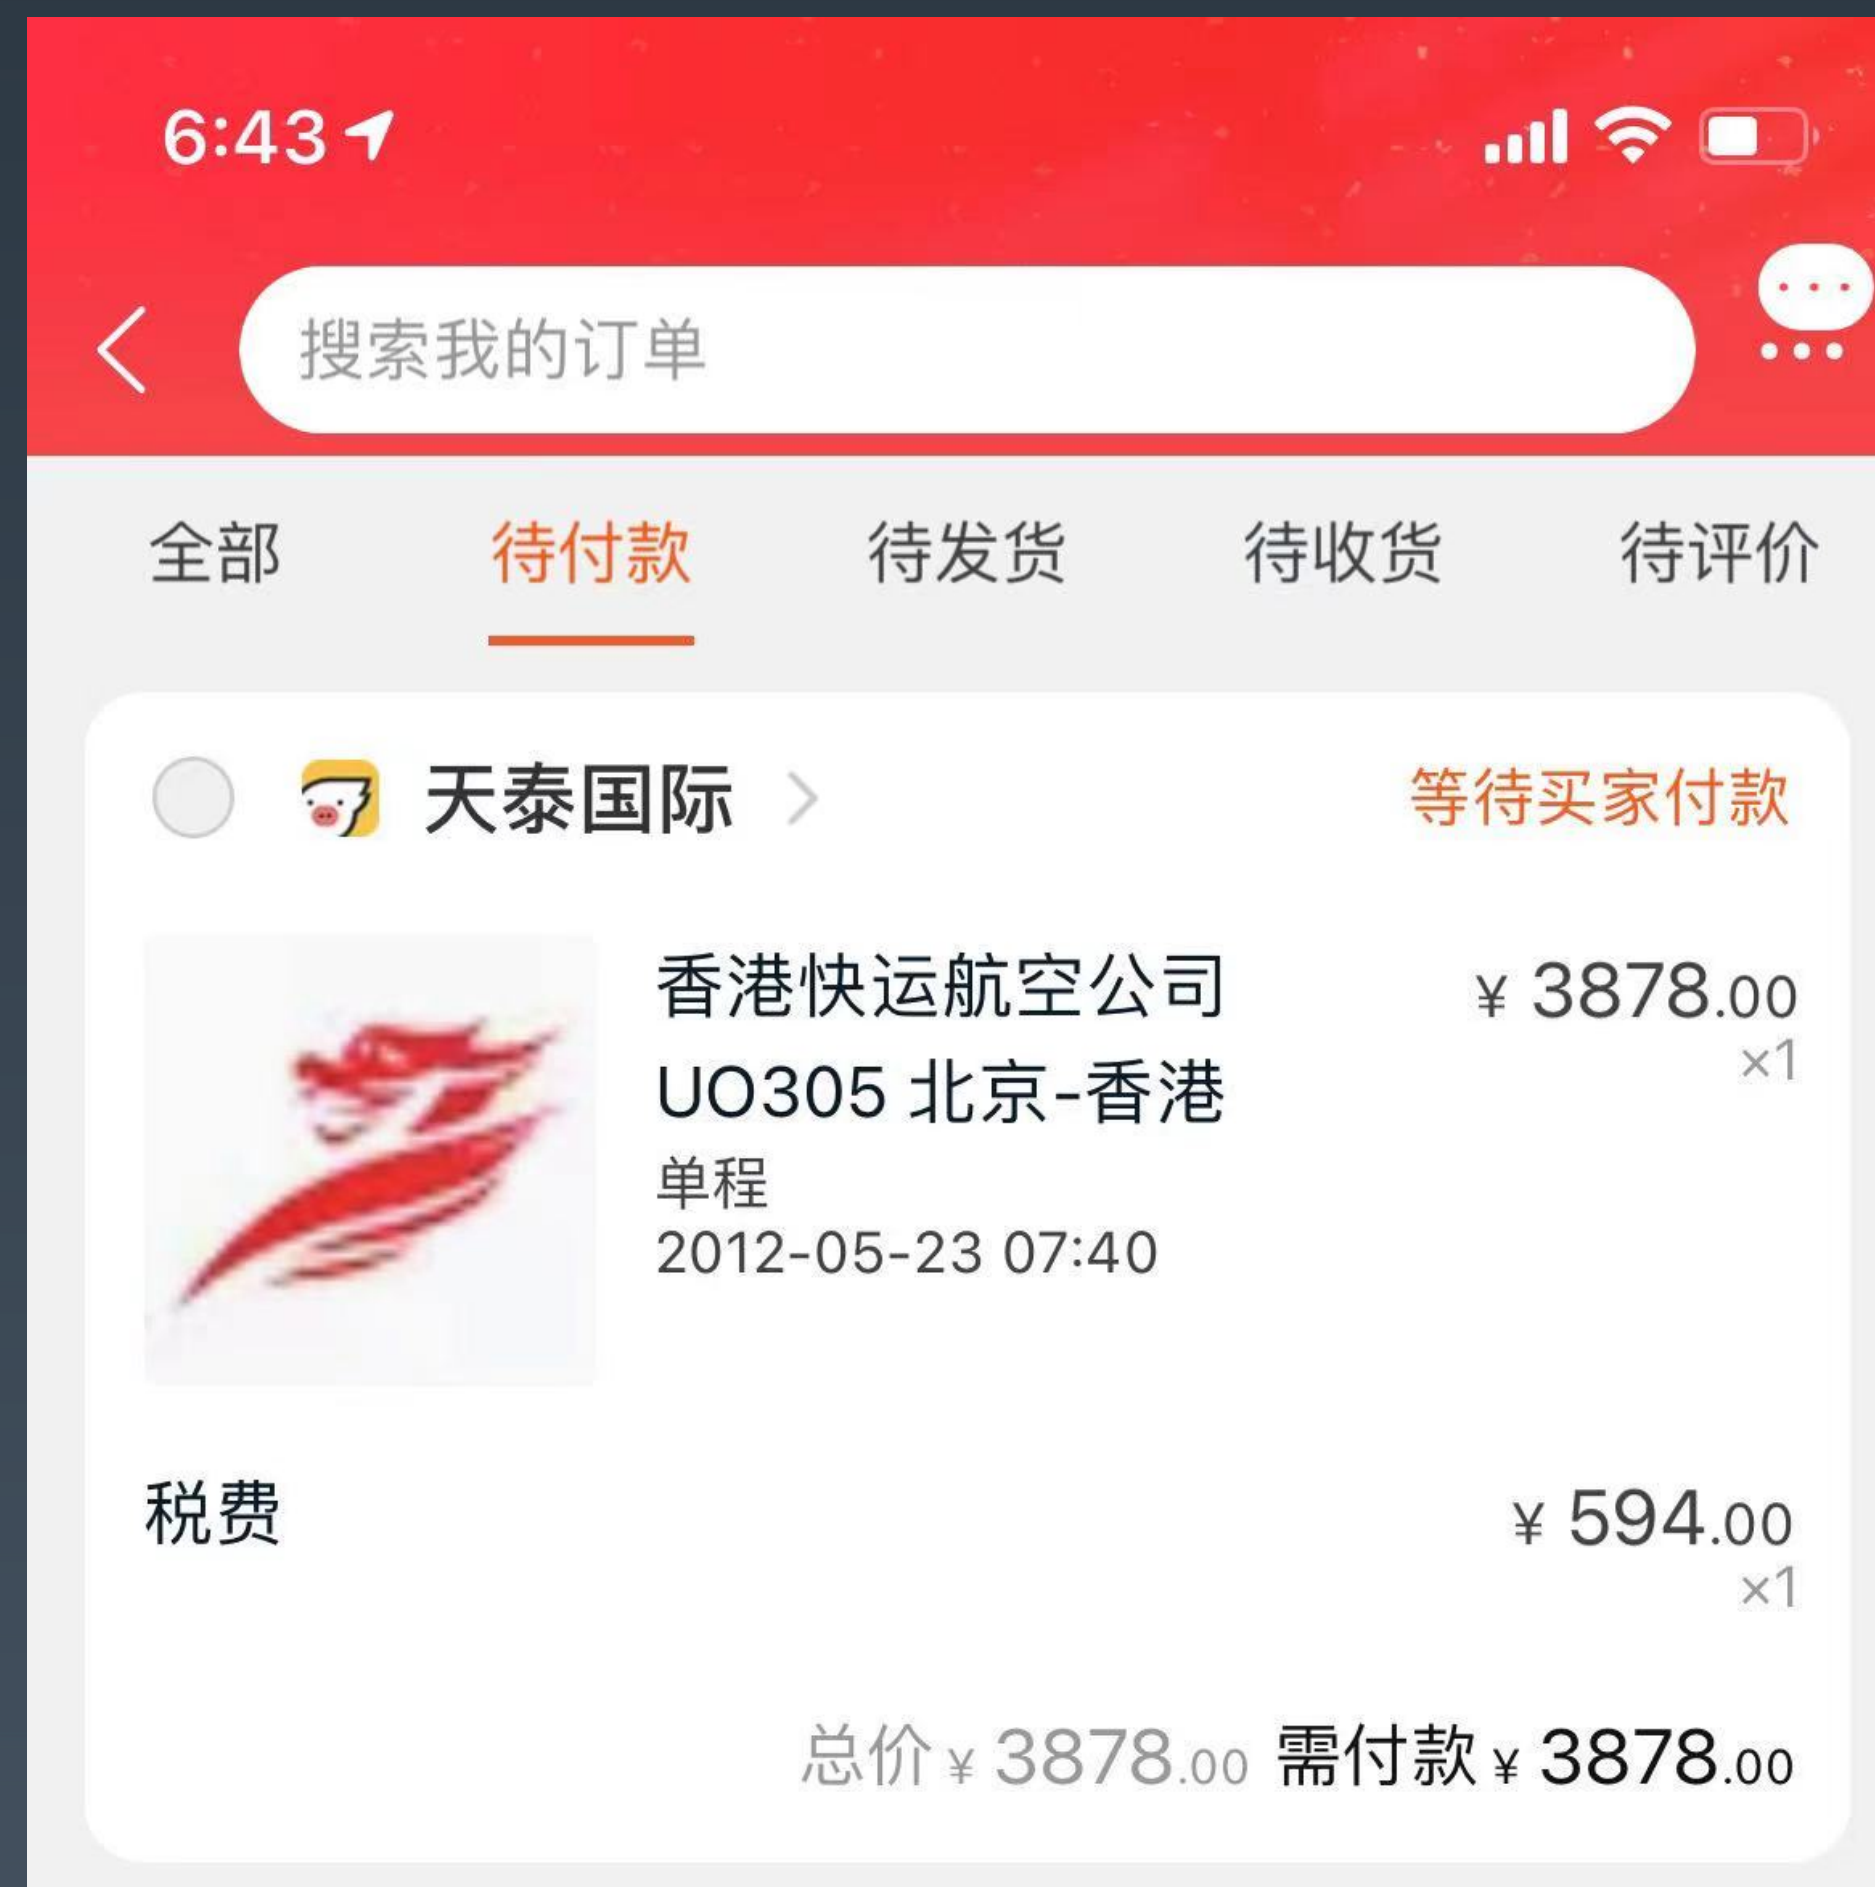 6:43
搜索我的订单
全部 待付款 待发货 待收货 待评价
天泰国际 等待买家付款
香港快运航空公司 ¥ 3878.00
×1
UO305 北京-香港
单程
2012-05-23 07:40
税费 ¥ 594.00
×1
总价 ¥ 3878.00 需付款 ¥ 3878.00